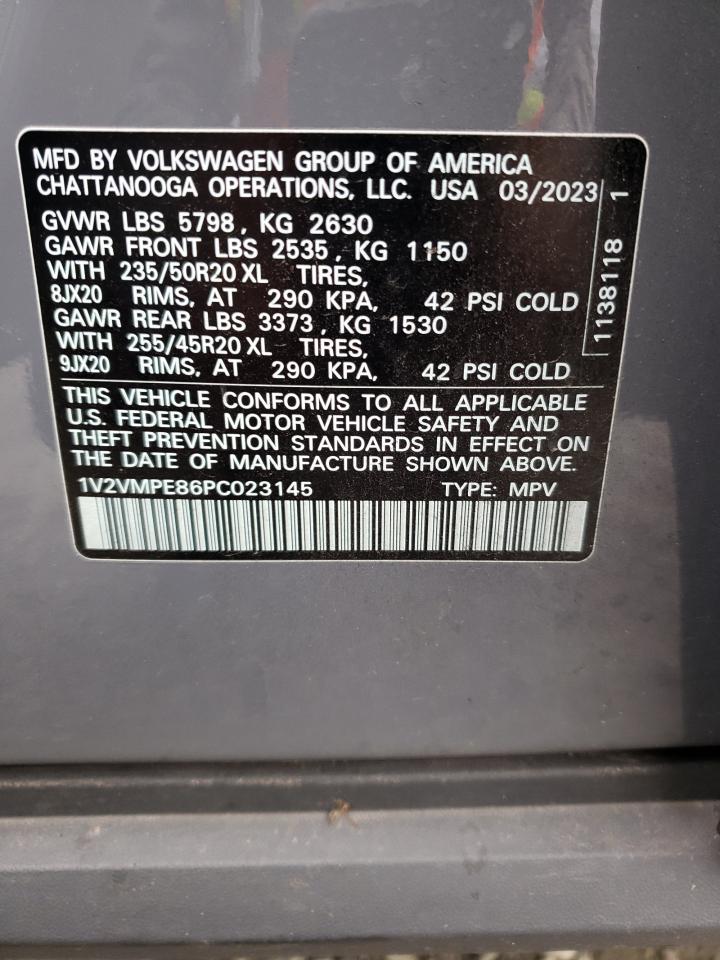 MFD BY VOLKSWAGEN GROUP OF AMERICA
CHATTANOOGA OPERATIONS, LLC. USA 03/2023
GVWR LBS 5798, KG 2630
GAWR FRONT LBS 2535, KG 1150
WITH 235/50R20 XL TIRES,
8JX20 RIMS, AT 290 KPA, 42 PSI COLD
GAWR REAR LBS 3373, KG 1530
WITH 255/45R20 XL TIRES,
9JX20 RIMS, AT 290 KPA, 42 PSI COLD
1138118 1
THIS VEHICLE CONFORMS TO ALL APPLICABLE
U.S. FEDERAL MOTOR VEHICLE SAFETY AND
THEFT PREVENTION STANDARDS IN EFFECT ON
THE DATE OF MANUFACTURE SHOWN ABOVE.
1V2VMPE86PC023145 TYPE: MPV